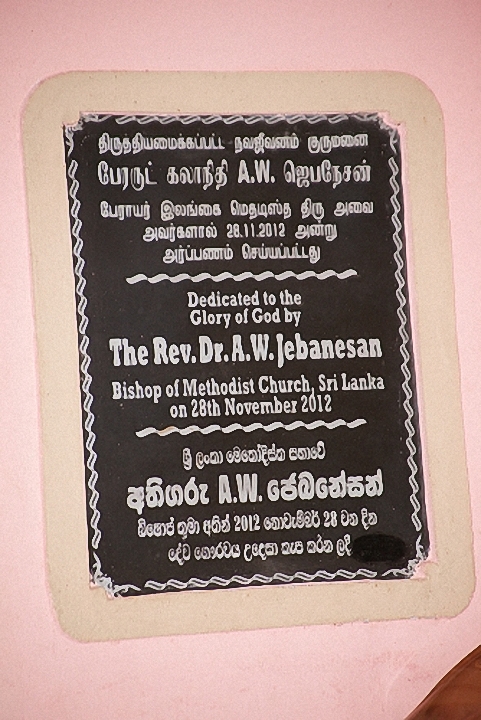 திருத்தியமைக்கப்பட்ட நவஜீவனம் குருமனை
பேரருட் கலாநிதி A.W. ஜெபநேசன்
பேராயர் இலங்கை மெதடிஸ்த திரு அவை
அவர்களால் 28.11.2012 அன்று
அர்ப்பணம் செய்யப்பட்டது
Dedicated to the
Glory of God by
The Rev. Dr. A.W. Jebanesan
Bishop of Methodist Church, Sri Lanka
on 28th November 2012
ශ්‍රී ලංකා මෙතෝදිස්ත සභාවේ
අතිගරු A.W. ජෙබනේසන්
බිෂොප් තුමා අතින් 2012 නොවැම්බර් 28 වන දින
දේව ගෞරවය උදෙසා කැප කරන ලදී